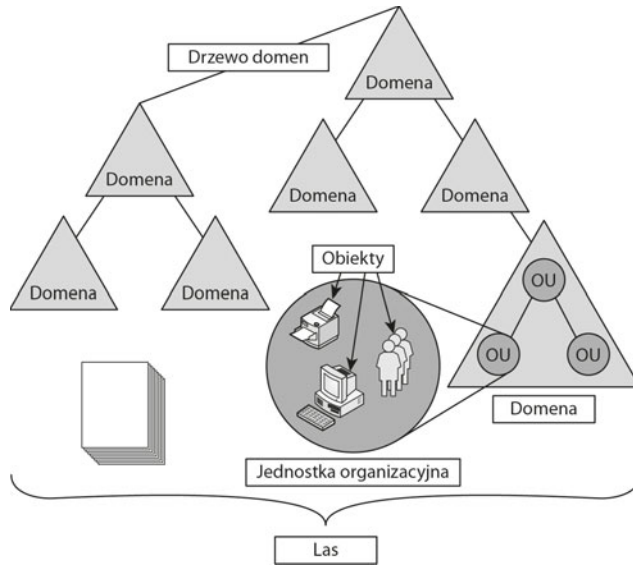 Drzewo domen
Domena
Domena
Domena
Domena
Domena
Domena
Obiekty
OU
OU
OU
Domena
Jednostka organizacyjna
Las